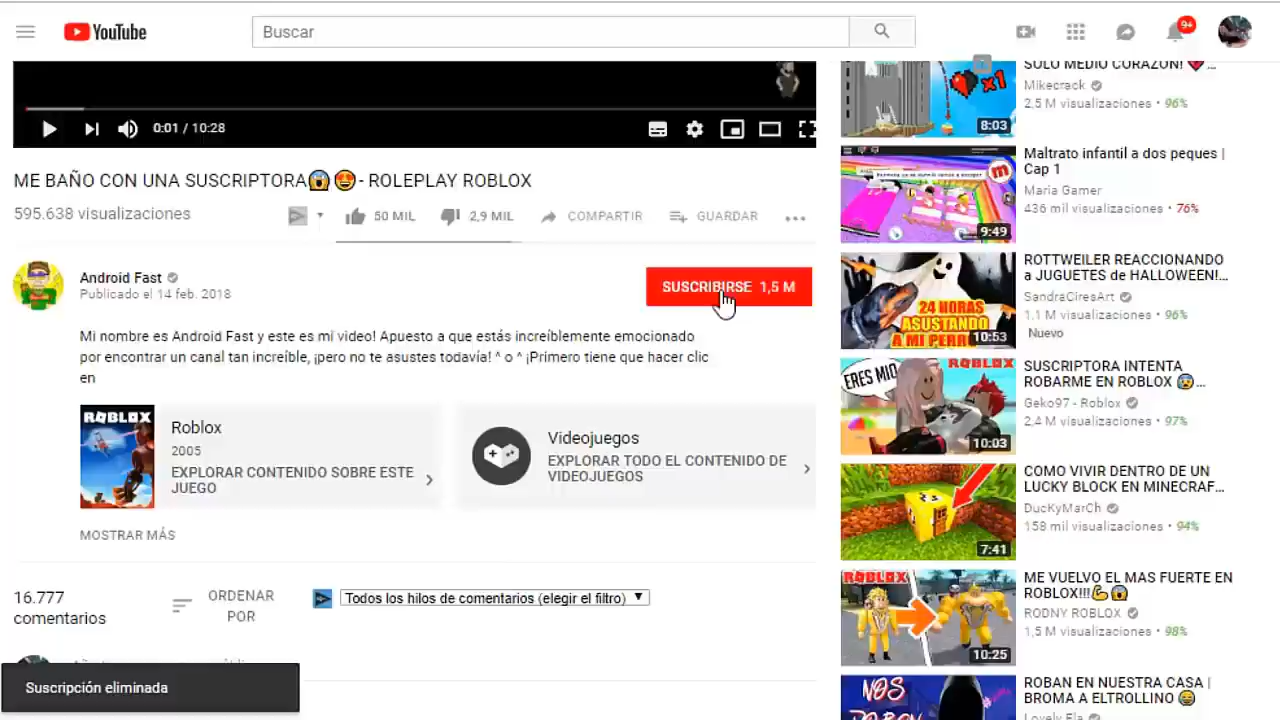 YouTube
Buscar
9+
0:01 / 10:28
ME BAÑO CON UNA SUSCRIPTORA😱😍- ROLEPLAY ROBLOX
595.638 visualizaciones
50 MIL
2,9 MIL
COMPARTIR
GUARDAR
Android Fast
Publicado el 14 feb. 2018
SUSCRIBIRSE 1,5 M
Mi nombre es Android Fast y este es mi video! Apuesto a que estás increíblemente emocionado
por encontrar un canal tan increíble, ¡pero no te asustes todavía! ^ o ^ ¡Primero tiene que hacer clic
en
ROBLOX
Roblox
2005
EXPLORAR CONTENIDO SOBRE ESTE
JUEGO
Videojuegos
EXPLORAR TODO EL CONTENIDO DE
VIDEOJUEGOS
MOSTRAR MÁS
16.777
comentarios
ORDENAR
POR
Todos los hilos de comentarios (elegir el filtro)
Suscripción eliminada
x1
8:03
SOLO MEDIO CORAZÓN! 💔...
Mikecrack
2,5 M visualizaciones • 96%
9:49
Maltrato infantil a dos peques |
Cap 1
Maria Gamer
436 mil visualizaciones • 76%
24 HORAS
ASUSTANDO
A MI PERRO
10:53
ROTTWEILER REACCIONANDO
a JUGUETES de HALLOWEEN!...
SandraCiresArt
1,1 M visualizaciones • 96%
Nuevo
ERES MIO
ROBLOX
10:03
SUSCRIPTORA INTENTA
ROBARME EN ROBLOX 😰...
Geko97 - Roblox
2,4 M visualizaciones • 97%
7:41
COMO VIVIR DENTRO DE UN
LUCKY BLOCK EN MINECRAF...
DucKyMarCh
158 mil visualizaciones • 94%
ROBLOX
10:25
ME VUELVO EL MAS FUERTE EN
ROBLOX!!!💪😱
RODNY ROBLOX
1,5 M visualizaciones • 98%
NOS
ROBAN EN NUESTRA CASA |
BROMA A ELTROLLINO 😂
Lovely Ela